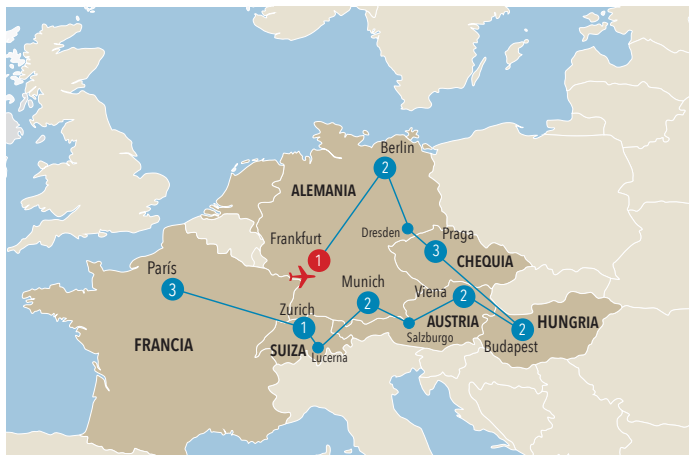 Berlin
2
ALEMANIA
Frankfurt
1
Dresden
Praga
3
CHEQUIA
París
3
Munich
2
Viena
2
Zurich
1
AUSTRIA
HUNGRIA
2
Salzburgo
Budapest
FRANCIA
SUIZA
Lucerna